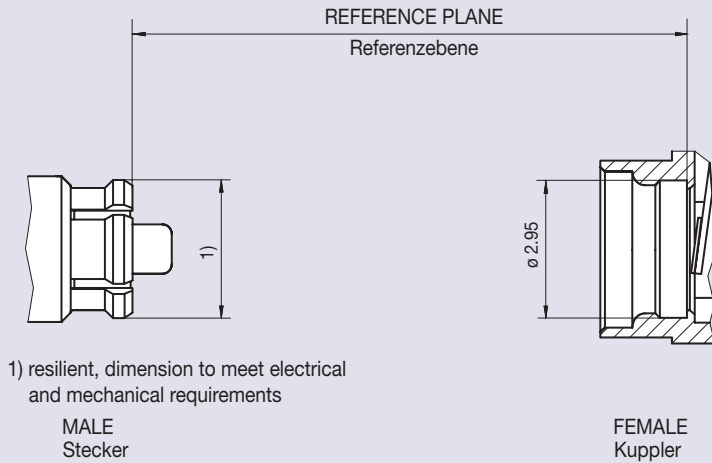 REFERENCE PLANE
Referenzebene
1)
ø 2.95
1) resilient, dimension to meet electrical
and mechanical requirements
MALE
Stecker
FEMALE
Kuppler